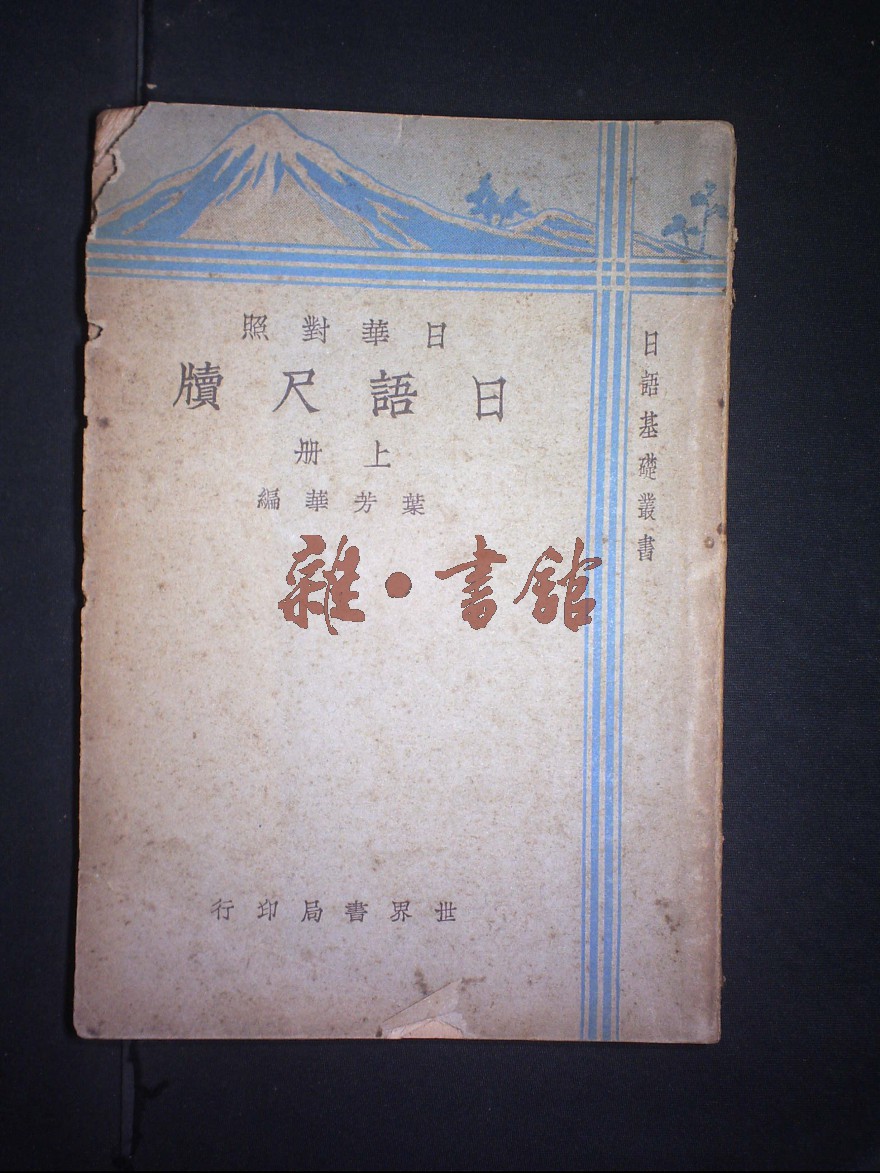 日華對照
日語尺牘
上册
葉芳華編
雜·書館
世界書局印行
日語基礎叢書